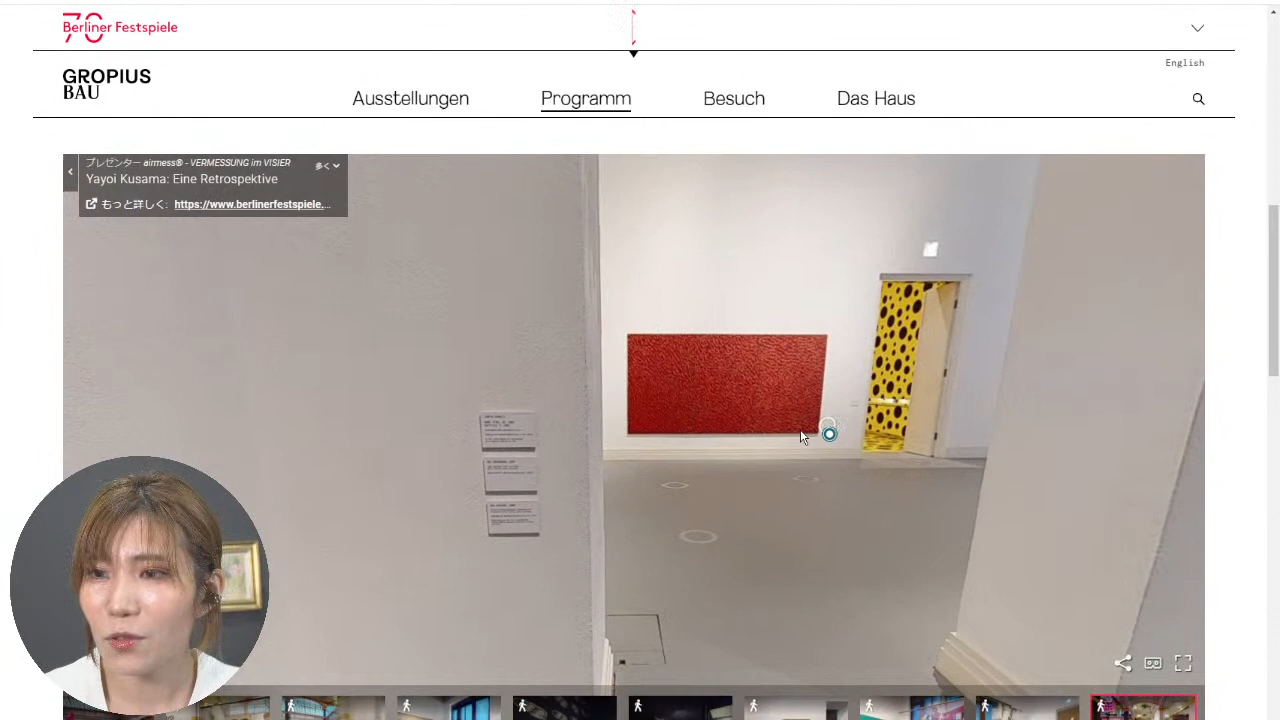 70
Berliner Festspiele
English
GROPIUS
BAU
Ausstellungen
Programm
Besuch
Das Haus
プレゼンター airmess® - VERMESSUNG im VISIER
多く
Yayoi Kusama: Eine Retrospektive
もっと詳しく: https://www.berlinerfestspiele....